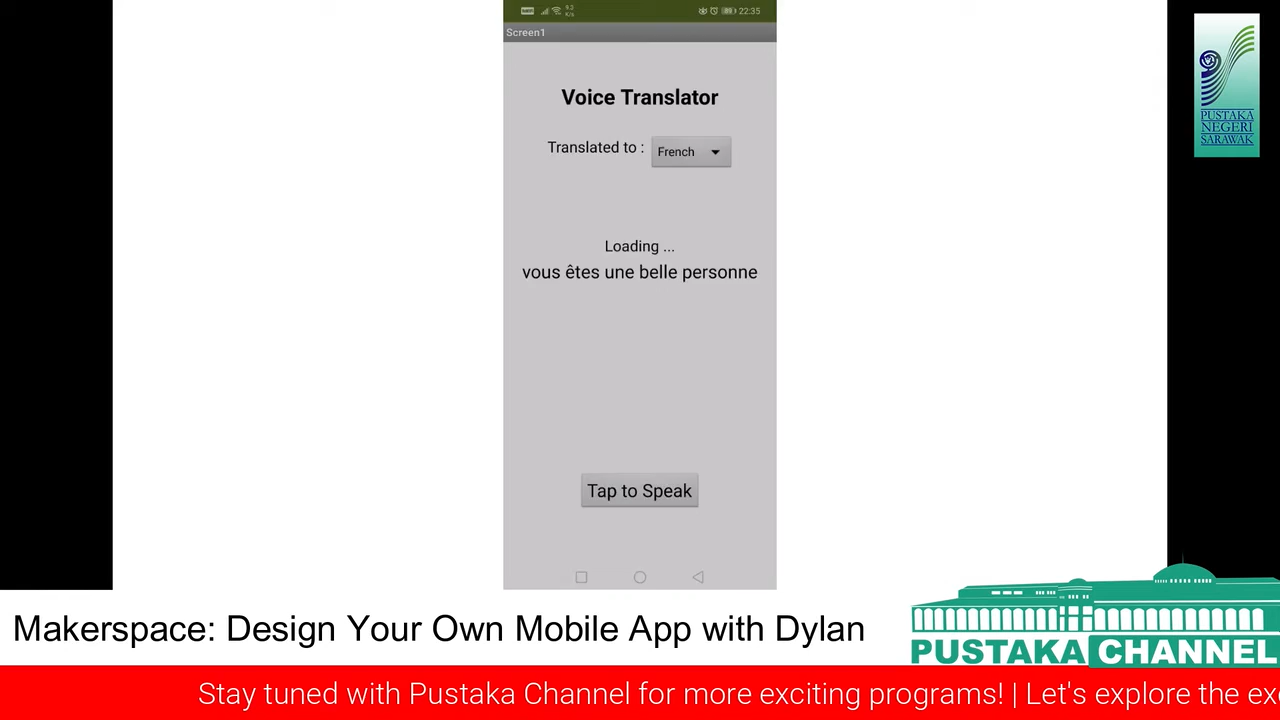 22:35
Screen1
Voice Translator
Translated to :
French
Loading ...
vous êtes une belle personne
Tap to Speak
PUSTAKA
NEGERI
SARAWAK
Makerspace: Design Your Own Mobile App with Dylan
PUSTAKA CHANNEL
Stay tuned with Pustaka Channel for more exciting programs! | Let's explore the